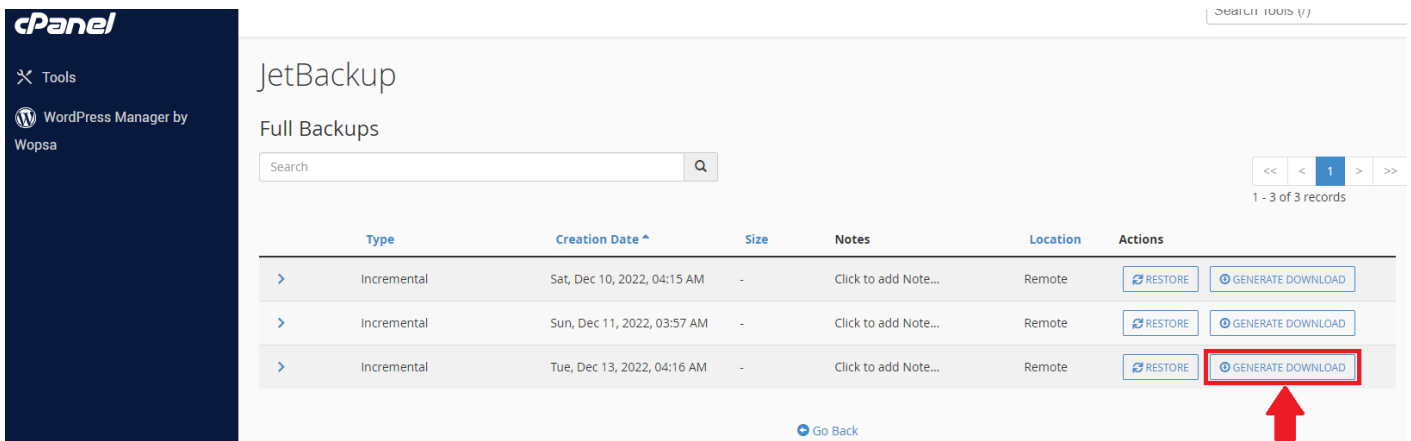 cPanel
Search Tools (/)
Tools
WordPress Manager by
Wopsa
JetBackup
Full Backups
Search
<< < 1 > >>
1 - 3 of 3 records
Type Creation Date Size Notes Location Actions
Incremental Sat, Dec 10, 2022, 04:15 AM - Click to add Note... Remote RESTORE GENERATE DOWNLOAD
Incremental Sun, Dec 11, 2022, 03:57 AM - Click to add Note... Remote RESTORE GENERATE DOWNLOAD
Incremental Tue, Dec 13, 2022, 04:16 AM - Click to add Note... Remote RESTORE GENERATE DOWNLOAD
Go Back